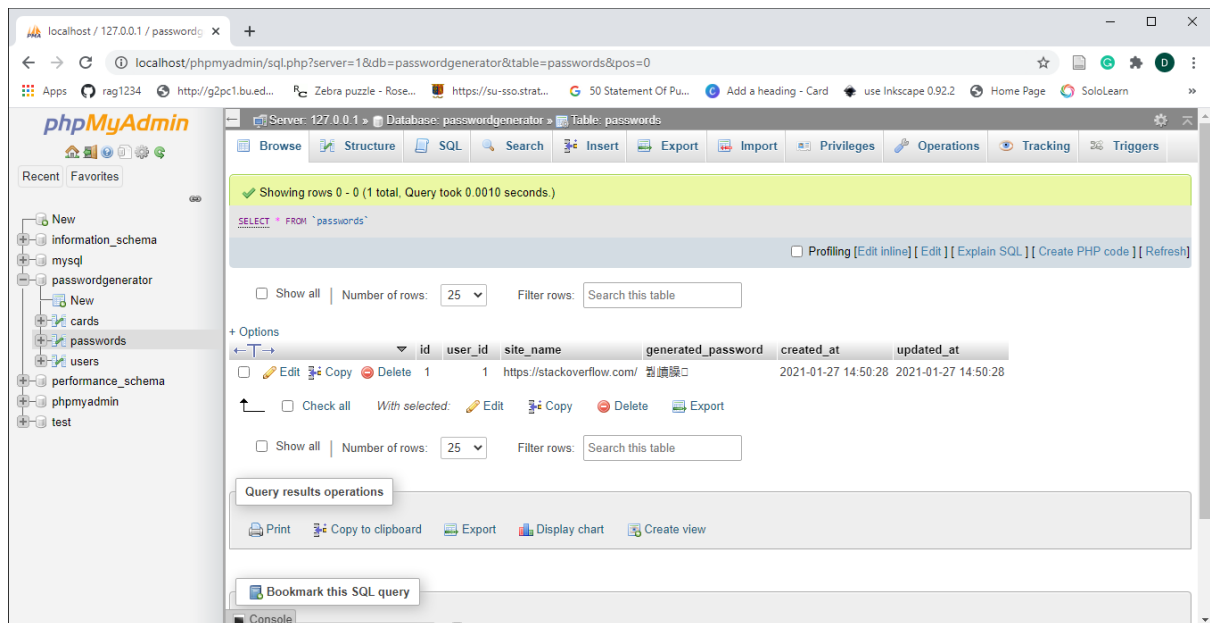 localhost / 127.0.0.1 / passwordg
localhost/phpmyadmin/sql.php?server=1&db=passwordgenerator&table=passwords&pos=0
D
Apps rag1234 http://g2pc1.bu.ed... Zebra puzzle - Rose... https://su-sso.strat... 50 Statement Of Pu... Add a heading - Card use Inkscape 0.92.2 Home Page SoloLearn »
phpMyAdmin
Recent Favorites
New
information_schema
mysql
passwordgenerator
New
cards
passwords
users
performance_schema
phpmyadmin
test
Server: 127.0.0.1 » Database: passwordgenerator » Table: passwords
Browse Structure SQL Search Insert Export Import Privileges Operations Tracking Triggers
Showing rows 0 - 0 (1 total, Query took 0.0010 seconds.)
SELECT * FROM `passwords`
Profiling [Edit inline] [ Edit ] [ Explain SQL ] [ Create PHP code ] [ Refresh]
Show all | Number of rows: 25 Filter rows: Search this table
+ Options
←T→ id user_id site_name generated_password created_at updated_at
Edit Copy Delete 1 1 https://stackoverflow.com/ 2021-01-27 14:50:28 2021-01-27 14:50:28
Check all With selected: Edit Copy Delete Export
Show all | Number of rows: 25 Filter rows: Search this table
Query results operations
Print Copy to clipboard Export Display chart Create view
Bookmark this SQL query
Console